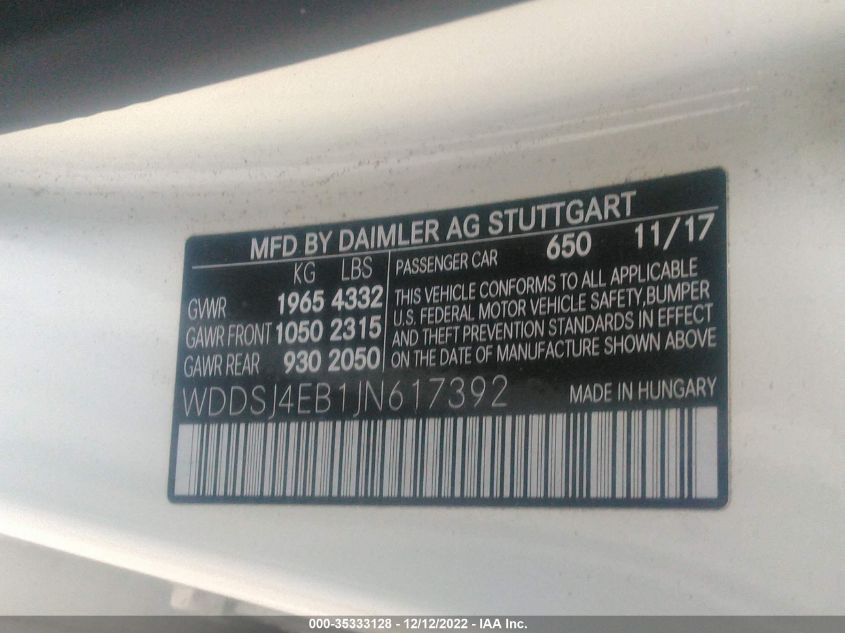 MFD BY DAIMLER AG STUTTGART
KG LBS
GVWR 1965 4332
GAWR FRONT 1050 2315
GAWR REAR 930 2050
PASSENGER CAR 650 11/17
THIS VEHICLE CONFORMS TO ALL APPLICABLE
U.S. FEDERAL MOTOR VEHICLE SAFETY,BUMPER
AND THEFT PREVENTION STANDARDS IN EFFECT
ON THE DATE OF MANUFACTURE SHOWN ABOVE
WDDSJ4EB1JN617392 MADE IN HUNGARY
000-35333128 - 12/12/2022 - IAA Inc.